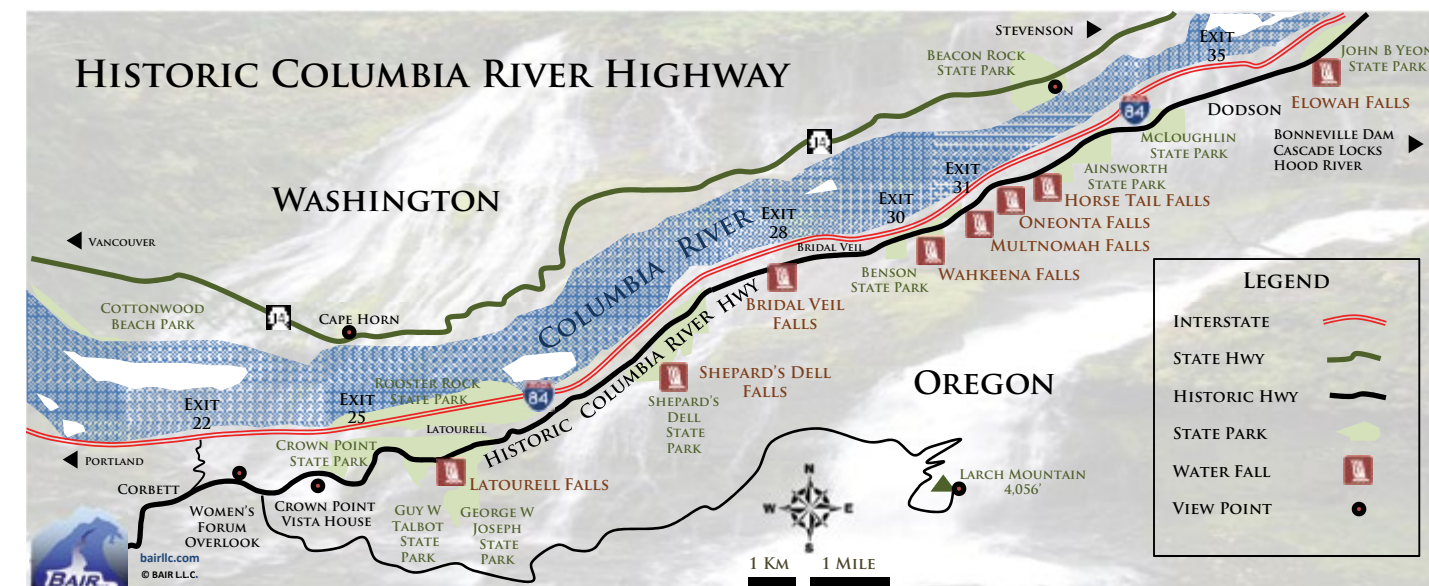 Historic Columbia River Highway
Stevenson
Beacon Rock
State Park
Exit
35
John B Yeon
State Park
Elowah Falls
84
Dodson
McLoughlin
State Park
Bonneville Dam
Cascade Locks
Hood River
14
Washington
Exit
31
Ainsworth
State Park
Horse Tail Falls
Exit
30
Oneonta Falls
Multnomah Falls
Exit
28
Bridal Veil
Benson
State Park
Wahkeena Falls
Columbia River
Vancouver
Cottonwood
Beach Park
14
Cape Horn
Bridal Veil
Falls
Historic Columbia River Hwy
Shepard's Dell
Falls
Shepard's
Dell
State
Park
Oregon
Rooster Rock
State Park
84
Exit
22
Exit
25
Latourell
Portland
Crown Point
State Park
Corbett
Latourell Falls
Women's
Forum
Overlook
Crown Point
Vista House
Guy W
Talbot
State
Park
George W
Joseph
State
Park
Larch Mountain
4,056'
N
W
E
S
1 Km
1 Mile
Legend
Interstate
State Hwy
Historic Hwy
State Park
Water Fall
View Point
bairllc.com
© BAIR L.L.C.
BAIR